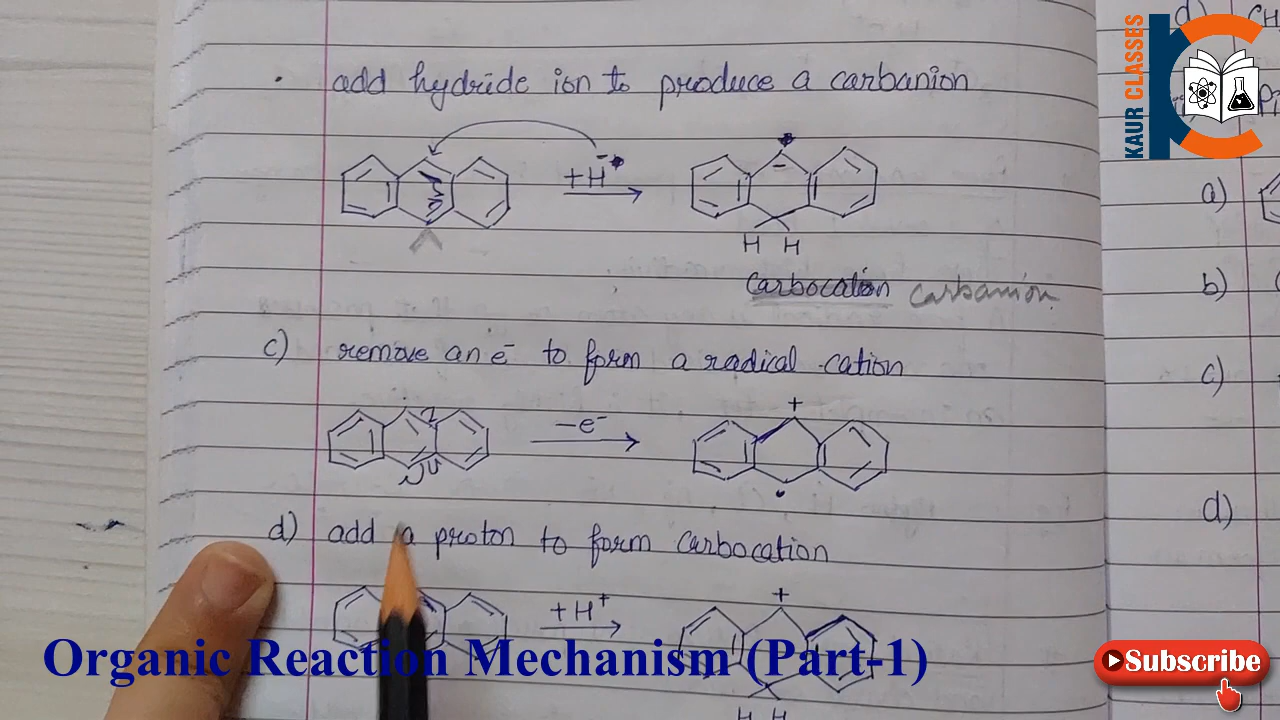 • add hydride ion to produce a carbanion
+H⁻
H H
Carbocation carbanion
c) remove an e⁻ to form a radical cation
−e⁻
+
d) add a proton to form carbocation
+H⁺
+
H H
d) CH
a)
b)
c)
d)
KAUR CLASSES
Organic Reaction Mechanism (Part-1)
Subscribe